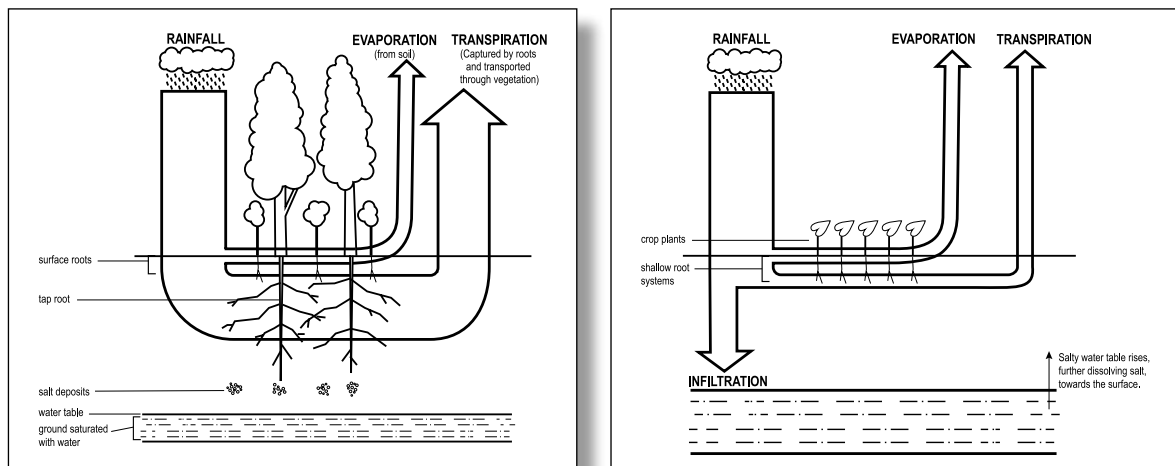 RAINFALL
EVAPORATION
(from soil)
TRANSPIRATION
(Captured by roots
and transported
through vegetation)
surface roots
tap root
salt deposits
water table
ground saturated
with water
RAINFALL
EVAPORATION
TRANSPIRATION
crop plants
shallow root
systems
INFILTRATION
Salty water table rises,
further dissolving salt,
towards the surface.